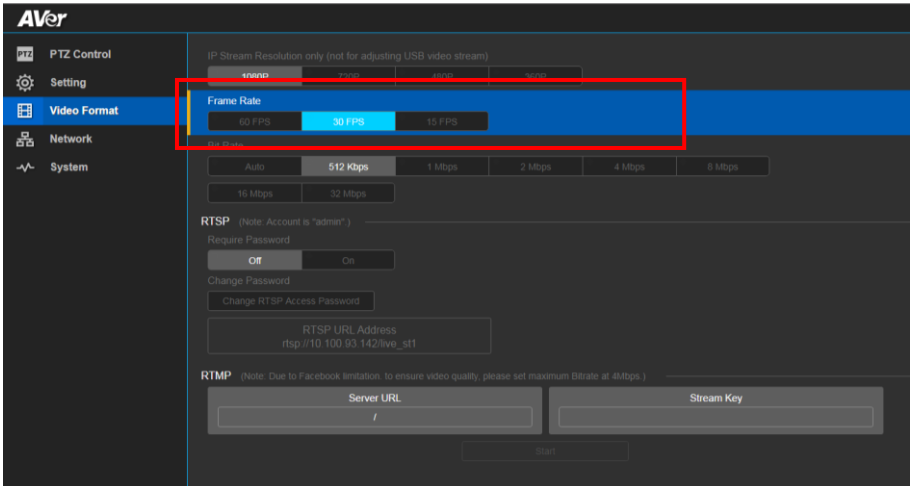 AVer
PTZ PTZ Control
Setting
Video Format
Network
System
IP Stream Resolution only (not for adjusting USB video stream)
1080P 720P 480P 360P
Frame Rate
60 FPS 30 FPS 15 FPS
Bit Rate
Auto 512 Kbps 1 Mbps 2 Mbps 4 Mbps 8 Mbps
16 Mbps 32 Mbps
RTSP (Note: Account is "admin" )
Require Password
Off On
Change Password
Change RTSP Access Password
RTSP URL Address
rtsp://10.100.93.142/live_st1
RTMP (Note: Due to Facebook limitation. to ensure video quality, please set maximum Bitrate at 4Mbps.)
Server URL Stream Key
/
Start